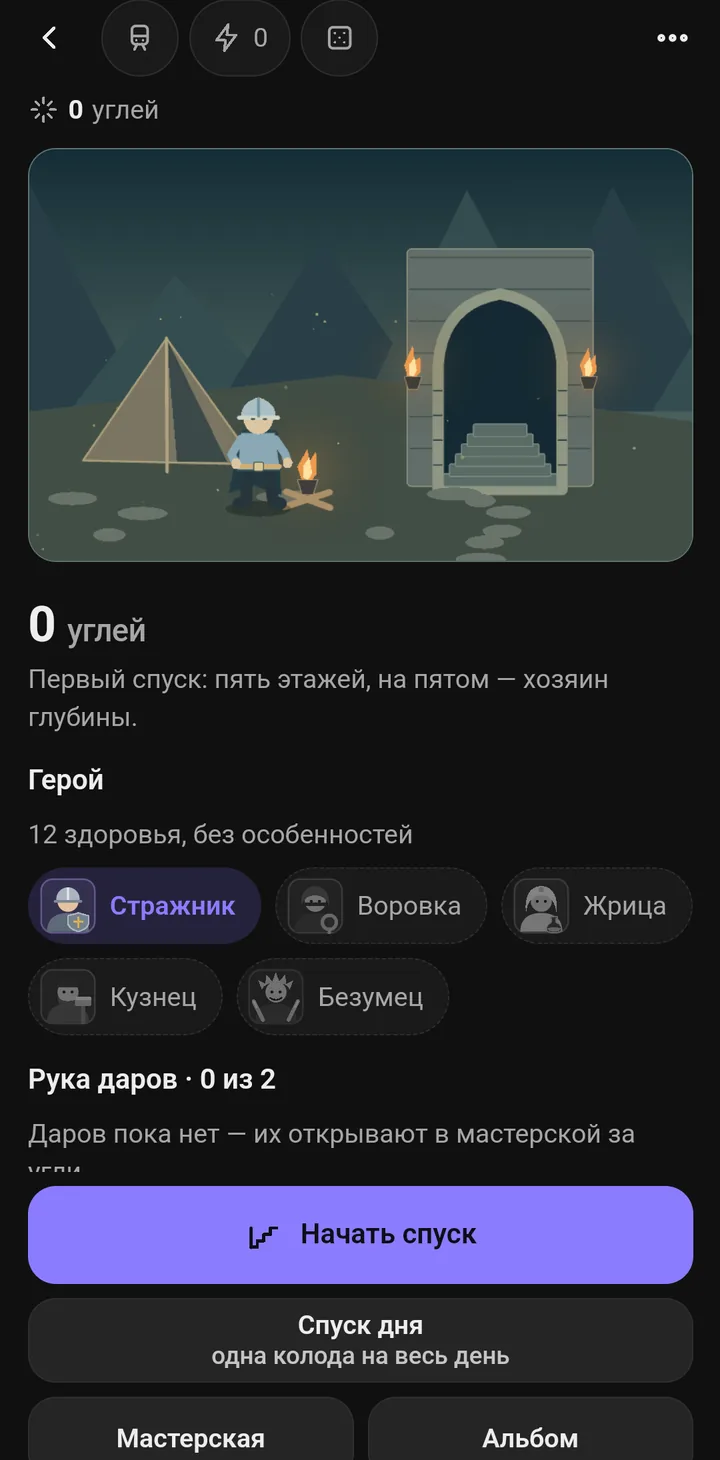 0
0 углей
0 углей
Первый спуск: пять этажей, на пятом — хозяин
глубины.
Герой
12 здоровья, без особенностей
Стражник
Воровка
Жрица
Кузнец
Безумец
Рука даров · 0 из 2
Даров пока нет — их открывают в мастерской за
угли
Начать спуск
Спуск дня
одна колода на весь день
Мастерская
Альбом